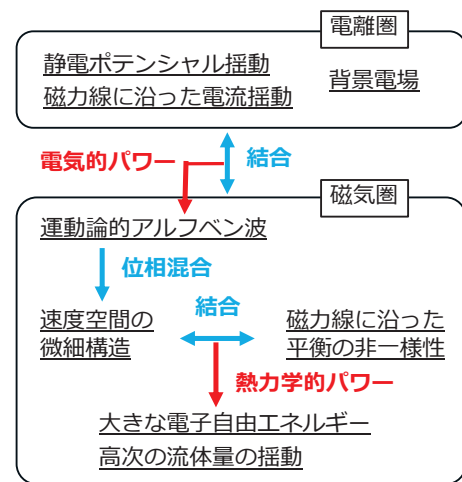 電離圏
静電ポテンシャル揺動
磁力線に沿った電流揺動
背景電場
電気的パワー
結合
磁気圏
運動論的アルフベン波
位相混合
速度空間の
微細構造
結合
磁力線に沿った
平衡の非一様性
熱力学的パワー
大きな電子自由エネルギー
高次の流体量の揺動